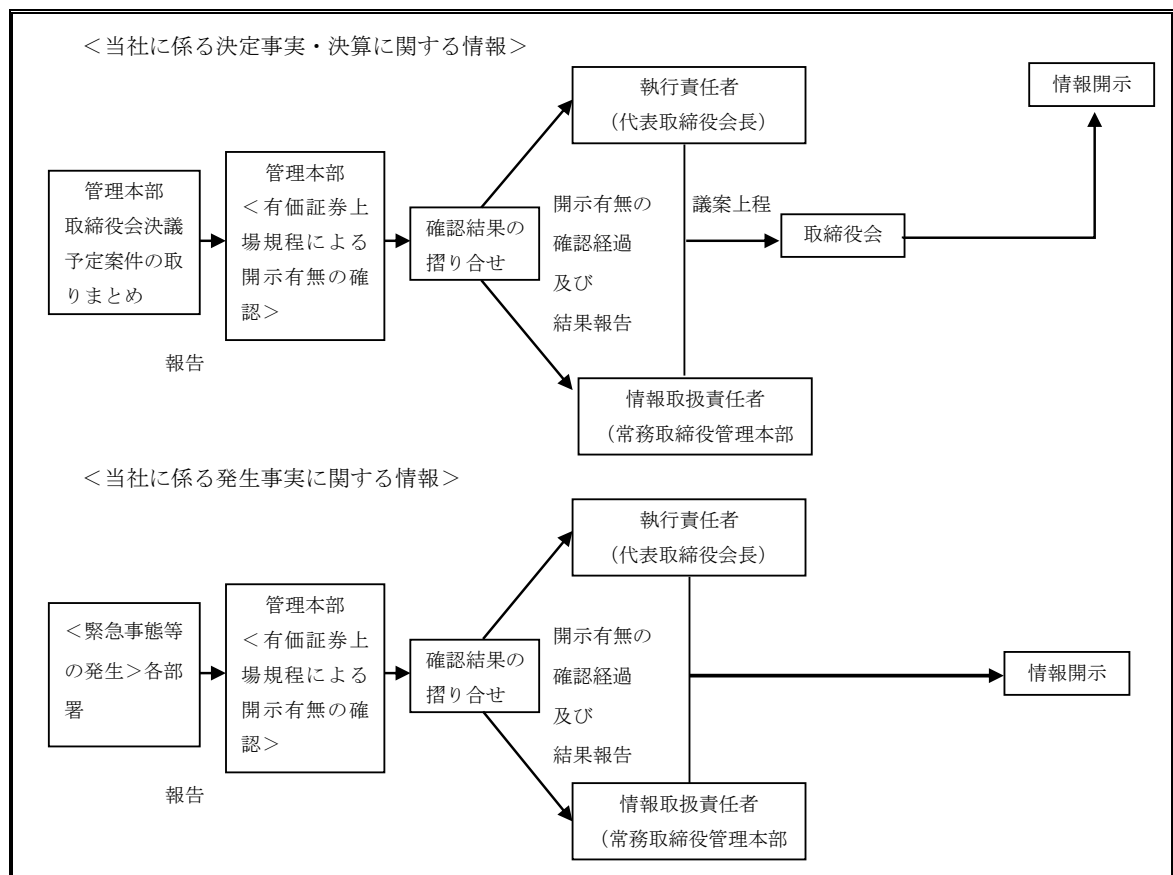 ＜当社に係る決定事実・決算に関する情報＞
管理本部
取締役会決議
予定案件の取
りまとめ
報告
管理本部
＜有価証券上
場規程による
開示有無の確
認＞
確認結果の
摺り合せ
執行責任者
（代表取締役会長）
開示有無の
確認経過
及び
結果報告
情報取扱責任者
（常務取締役管理本部
議案上程
取締役会
情報開示
＜当社に係る発生事実に関する情報＞
＜緊急事態等
の発生＞各部
署
報告
管理本部
＜有価証券上
場規程による
開示有無の確
認＞
確認結果の
摺り合せ
執行責任者
（代表取締役会長）
開示有無の
確認経過
及び
結果報告
情報取扱責任者
（常務取締役管理本部
情報開示